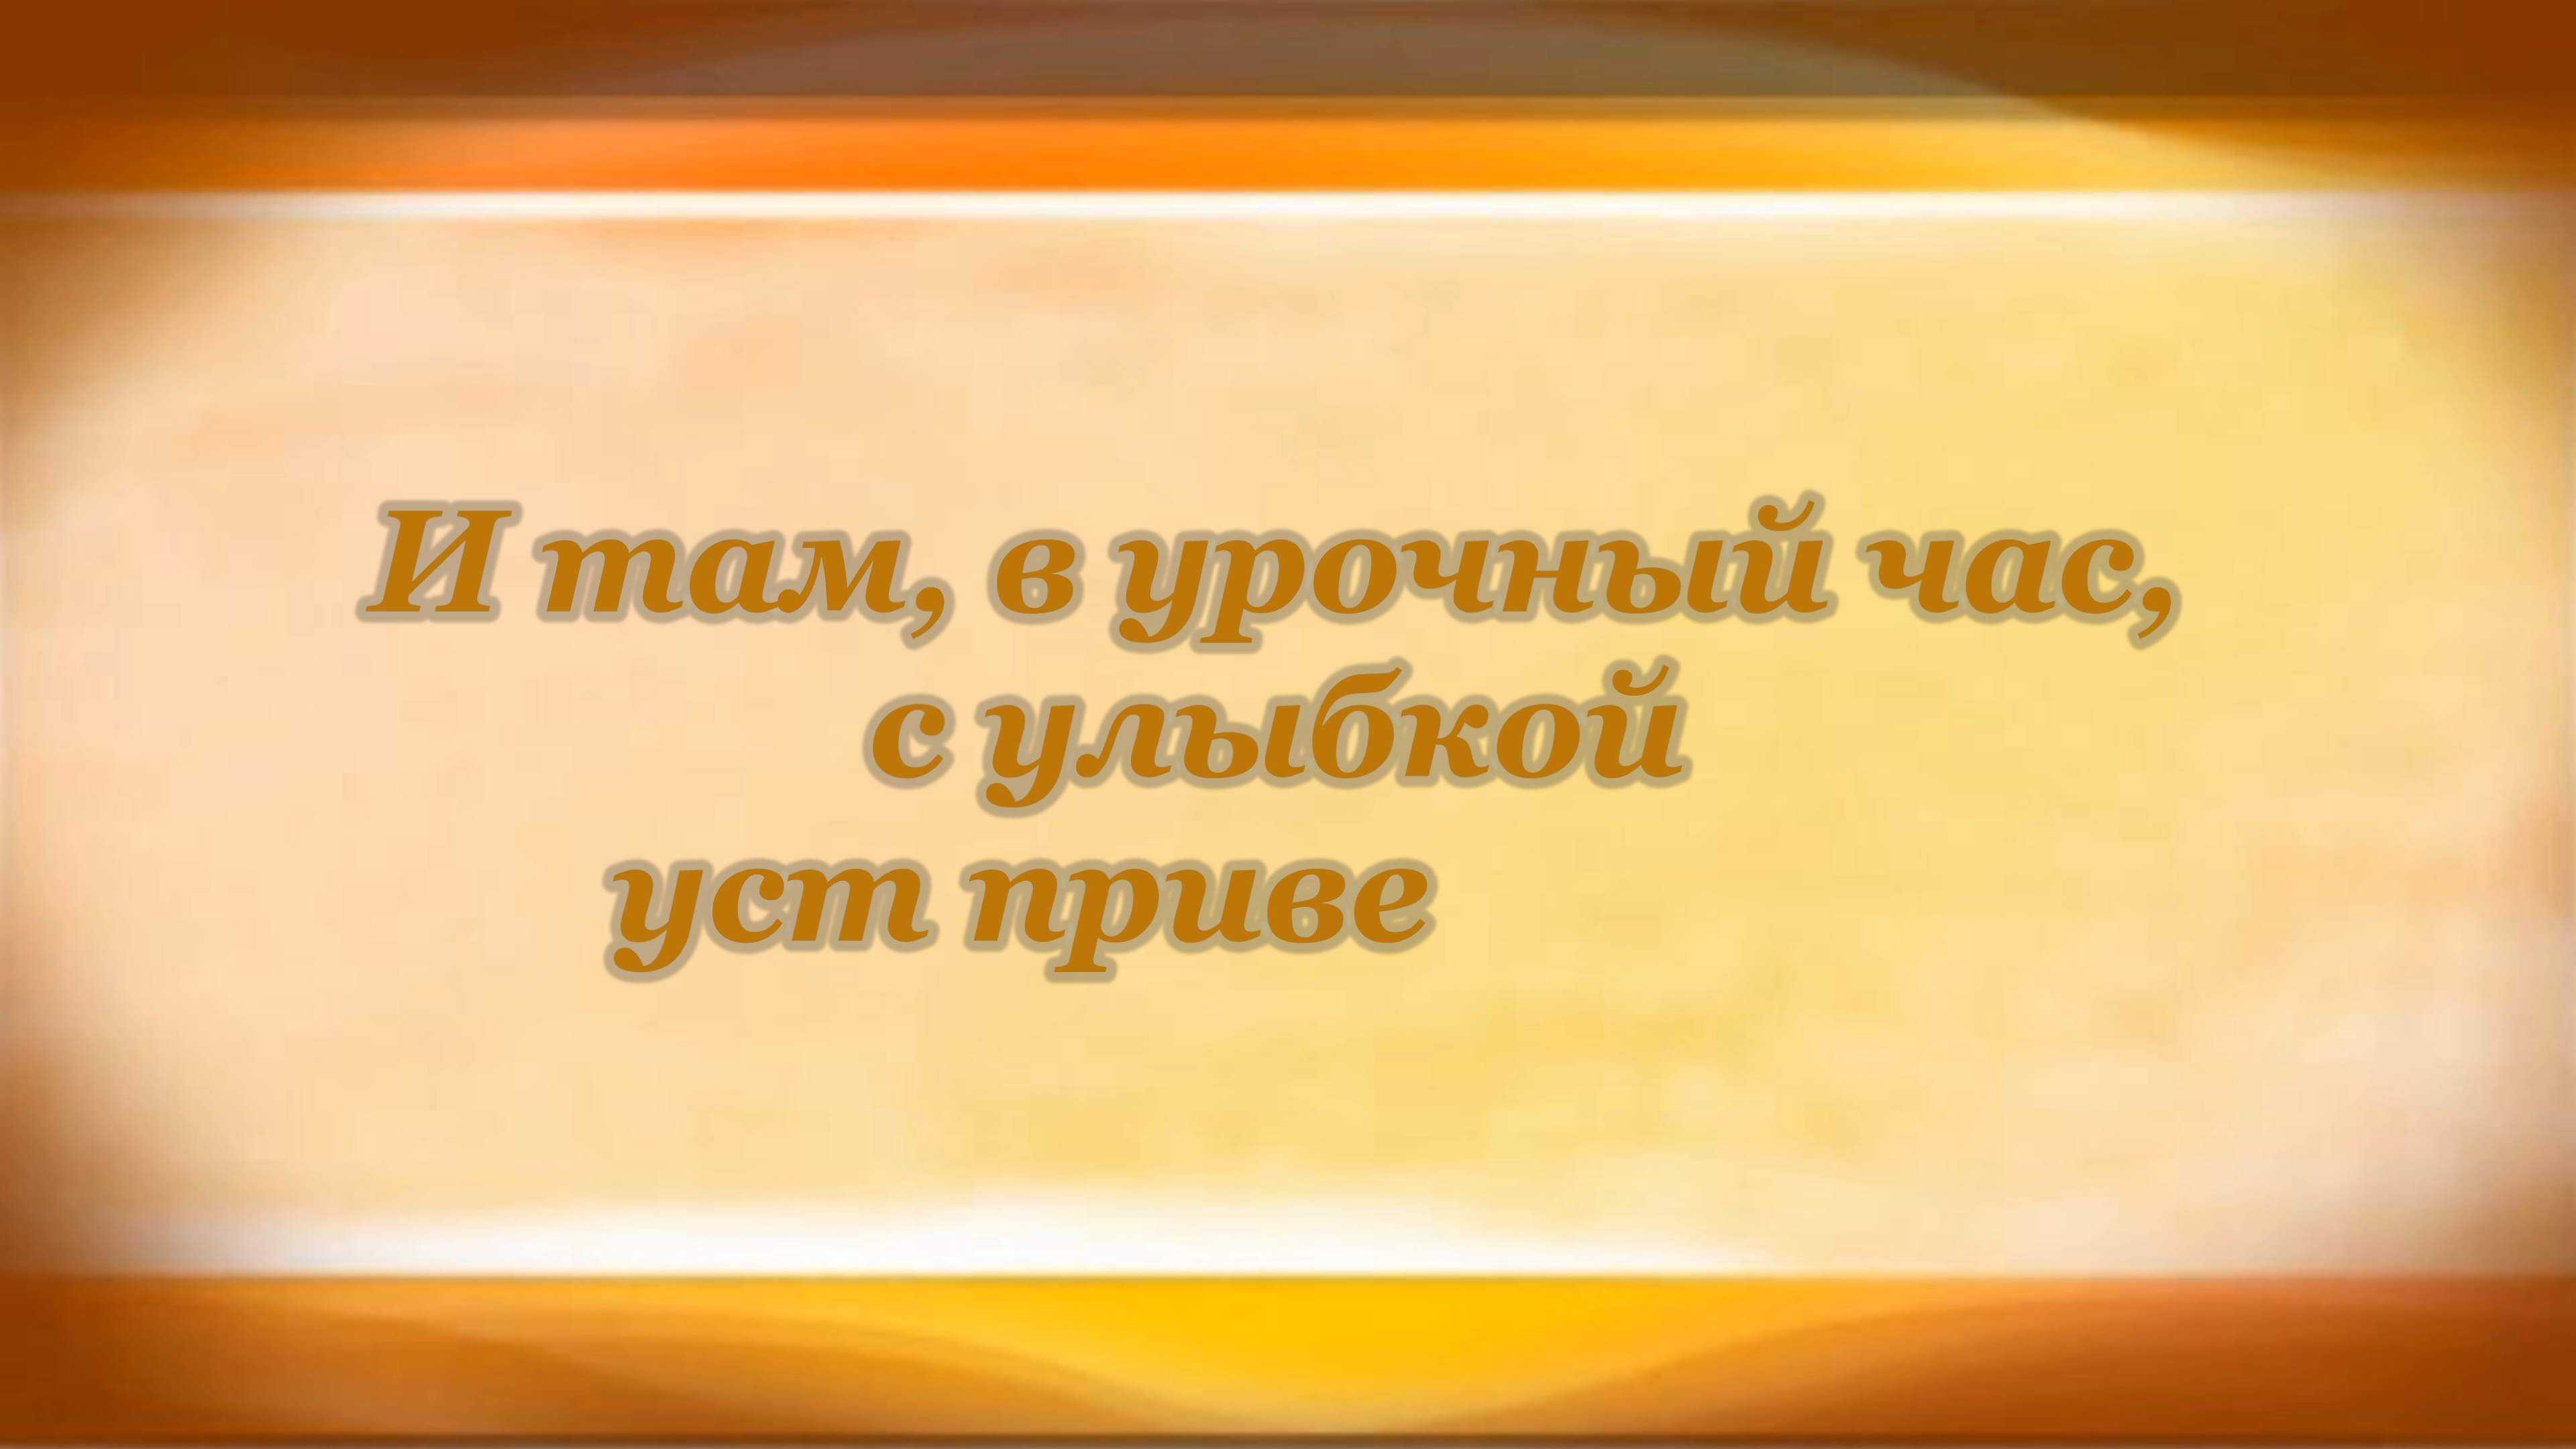 И там, в урочный час,
с улыбкой
уст приве